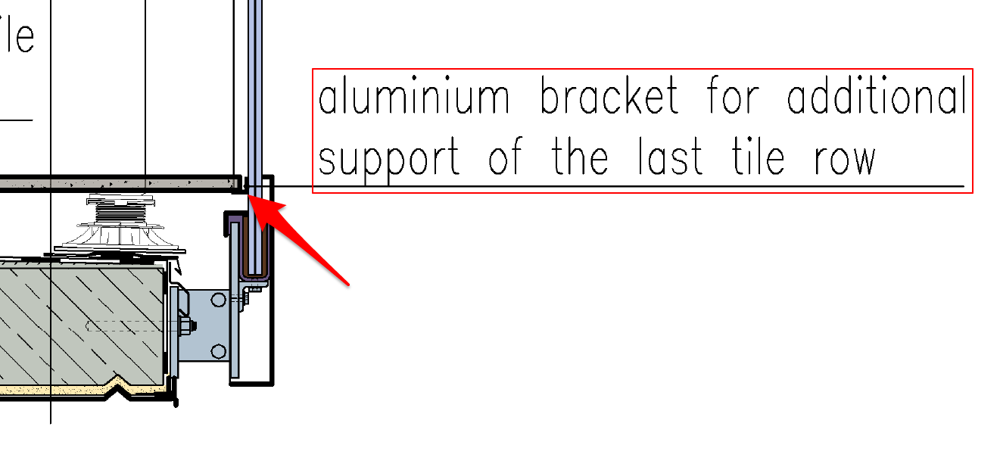 aluminium bracket for additional
support of the last tile row